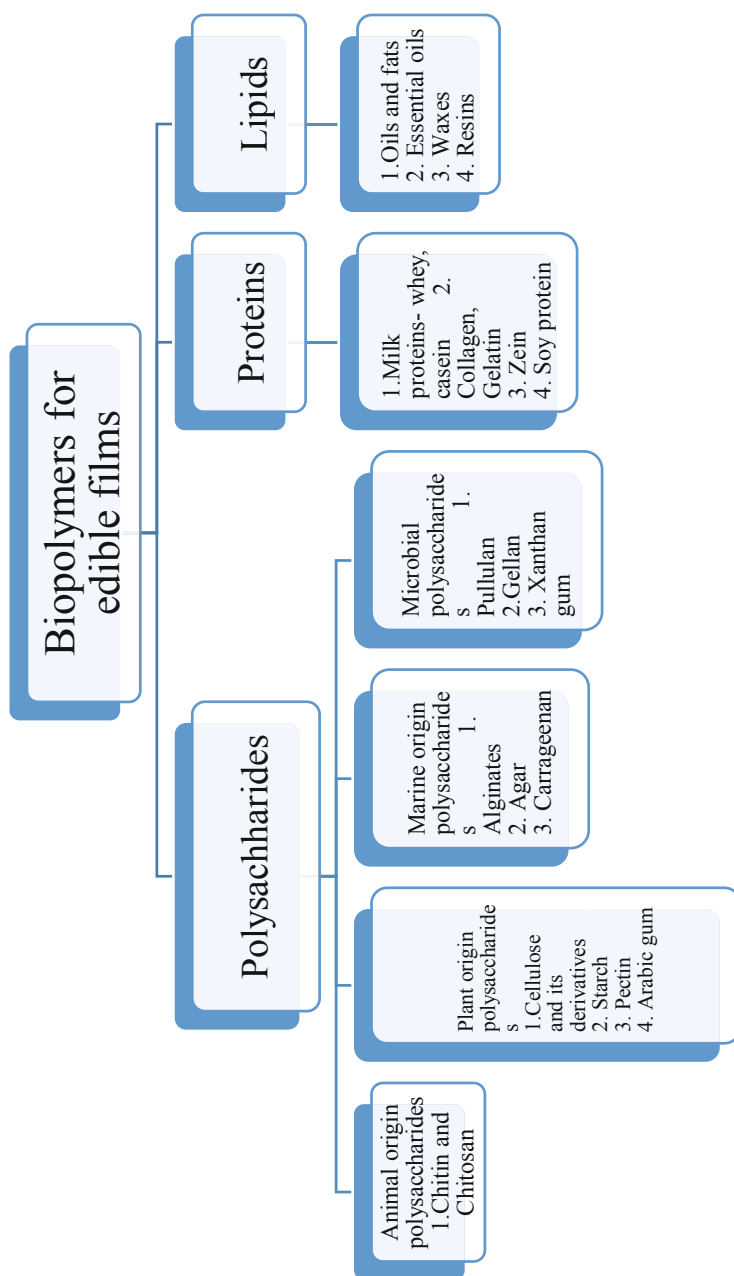 Biopolymers for
edible films
Polysachharides
Proteins
Lipids
Animal origin
polysaccharides
1.Chitin and
Chitosan
Plant origin
polysaccharide
s
1.Cellulose
and its
derivatives
2. Starch
3. Pectin
4. Arabic gum
Marine origin
polysaccharide
s 1.
Alginates
2. Agar
3. Carrageenan
Microbial
polysaccharide
s 1.
Pullulan
2.Gellan
3. Xanthan
gum
1.Milk
proteins- whey,
casein 2.
Collagen,
Gelatin
3. Zein
4. Soy protein
1.Oils and fats
2. Essential oils
3. Waxes
4. Resins